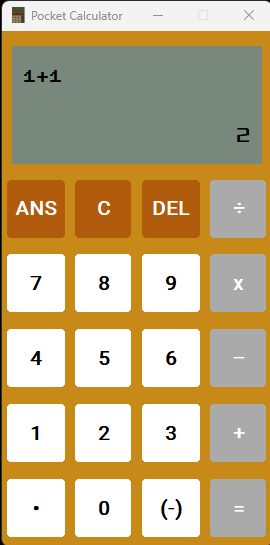 Pocket Calculator
1+1
2
ANS C DEL ÷
7 8 9 x
4 5 6 −
1 2 3 +
• 0 (-) =